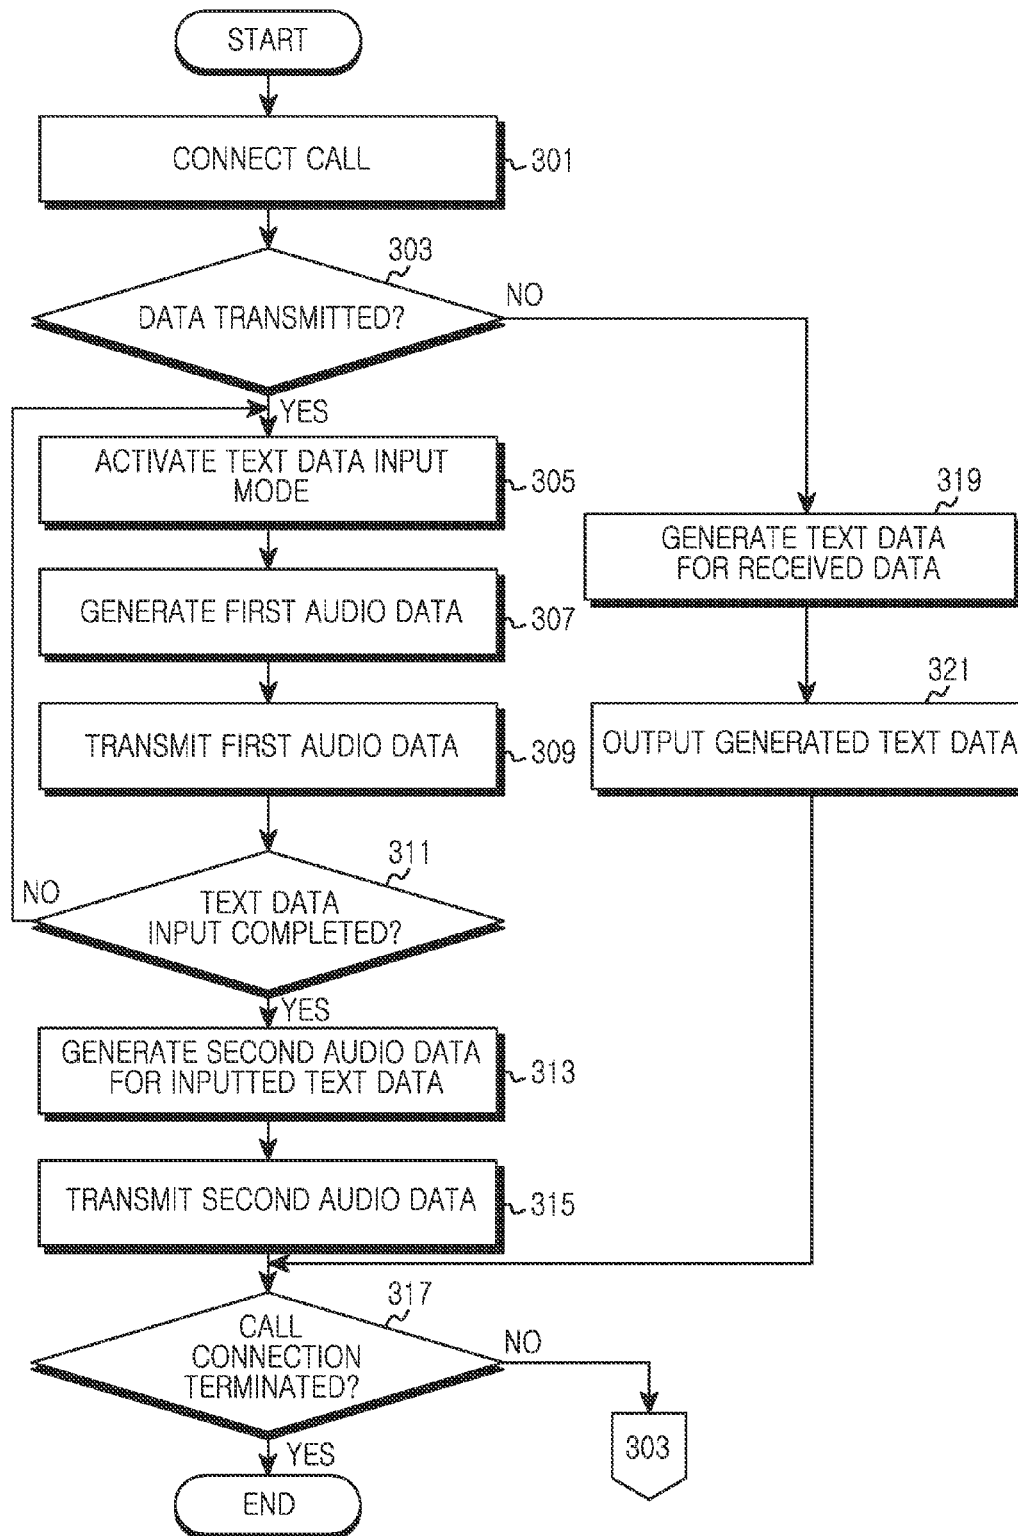 START
CONNECT CALL
301
303
DATA TRANSMITTED?
NO
YES
ACTIVATE TEXT DATA INPUT
MODE
305
319
GENERATE TEXT DATA
FOR RECEIVED DATA
GENERATE FIRST AUDIO DATA
307
321
OUTPUT GENERATED TEXT DATA
TRANSMIT FIRST AUDIO DATA
309
311
NO
TEXT DATA
INPUT COMPLETED?
YES
GENERATE SECOND AUDIO DATA
FOR INPUTTED TEXT DATA
313
TRANSMIT SECOND AUDIO DATA
315
317
CALL
CONNECTION
TERMINATED?
NO
303
YES
END